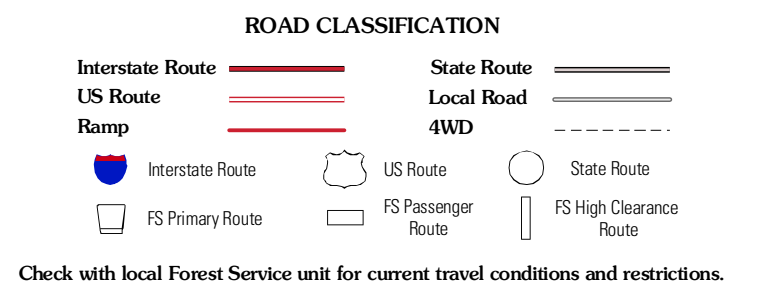 ROAD CLASSIFICATION
Interstate Route
State Route
US Route
Local Road
Ramp
4WD
Interstate Route
US Route
State Route
FS Primary Route
FS Passenger
Route
FS High Clearance
Route
Check with local Forest Service unit for current travel conditions and restrictions.